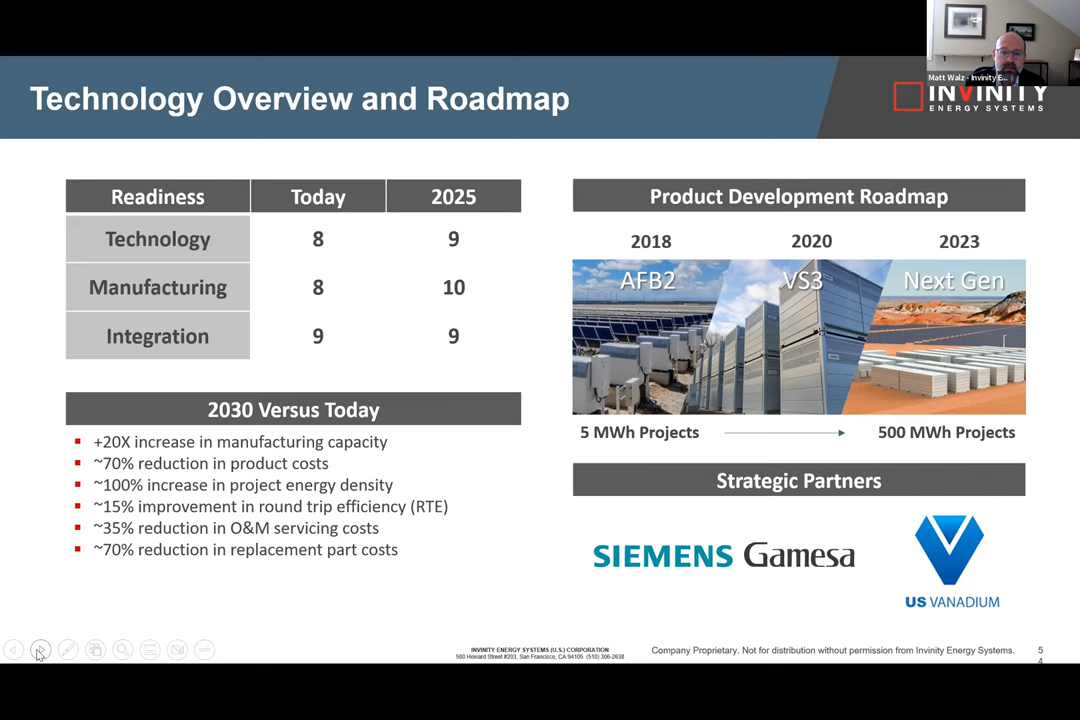 Matt Walz - Invinity E...
Technology Overview and Roadmap
INVINITY
ENERGY SYSTEMS
Readiness Today 2025
Technology 8 9
Manufacturing 8 10
Integration 9 9
2030 Versus Today
+20X increase in manufacturing capacity
~70% reduction in product costs
~100% increase in project energy density
~15% improvement in round trip efficiency (RTE)
~35% reduction in O&M servicing costs
~70% reduction in replacement part costs
Product Development Roadmap
2018 2020 2023
AFB2 VS3 Next Gen
5 MWh Projects 500 MWh Projects
Strategic Partners
SIEMENS Gamesa
US VANADIUM
INVINITY ENERGY SYSTEMS (U.S.) CORPORATION
580 Howard Street #203, San Francisco, CA 94105 (510) 306-2638
Company Proprietary. Not for distribution without permission from Invinity Energy Systems.
5
4